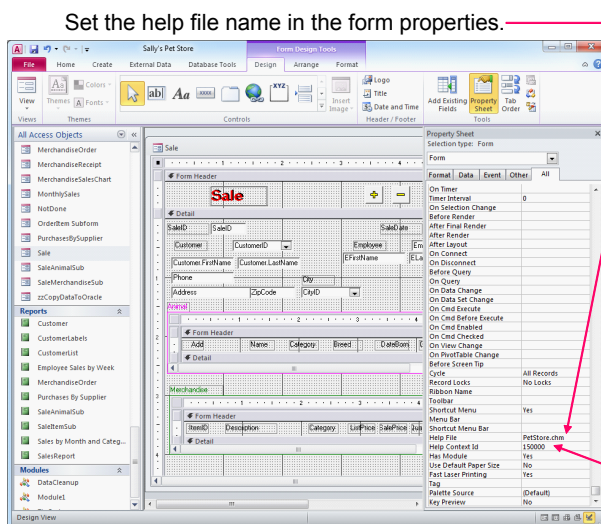 Set the help file name in the form properties.
Sally's Pet Store
Form Design Tools
File
Home
Create
External Data
Database Tools
Design
Arrange
Format
View
Themes
Colors
Fonts
Aa
ab|
Aa
XYZ
Insert
Image
Logo
Title
Date and Time
Add Existing
Fields
Property
Sheet
Tab
Order
Views
Themes
Controls
Header / Footer
Tools
All Access Objects
MerchandiseOrder
MerchandiseReceipt
MerchandiseSalesChart
MonthlySales
NotDone
OrderItem Subform
PurchasesBySupplier
Sale
SaleAnimalSub
SaleMerchandiseSub
zzCopyDataToOracle
Reports
Customer
CustomerLabels
CustomerList
Employee Sales by Week
MerchandiseOrder
Purchases By Supplier
SaleAnimalSub
SaleItemSub
Sales by Month and Categ...
SalesReport
Modules
DataCleanup
Module1
Sale
Form Header
Sale
Detail
SaleID SaleID SaleDate
Customer CustomerID Employee Em
Customer.FirstName Customer.LastName EFirstName ELa
Phone City
Address ZipCode CityID
Animal
Form Header
Add Name Category Breed DateBorn
Detail
Merchandise
Form Header
ItemID Description Category ListPrice SalePrice
Detail
Property Sheet
Selection type: Form
Form
Format Data Event Other All
On Timer
Timer Interval 0
On Selection Change
Before Render
After Final Render
After Render
After Layout
On Connect
On Disconnect
Before Query
On Query
On Data Change
On Data Set Change
On Cmd Execute
On Cmd Before Execute
On Cmd Enabled
On Cmd Checked
On View Change
On PivotTable Change
Before Screen Tip
Cycle All Records
Record Locks No Locks
Ribbon Name
Toolbar
Shortcut Menu Yes
Menu Bar
Shortcut Menu Bar
Help File PetStore.chm
Help Context Id 150000
Has Module Yes
Use Default Paper Size No
Fast Laser Printing Yes
Tag
Palette Source (Default)
Key Preview No
Design View